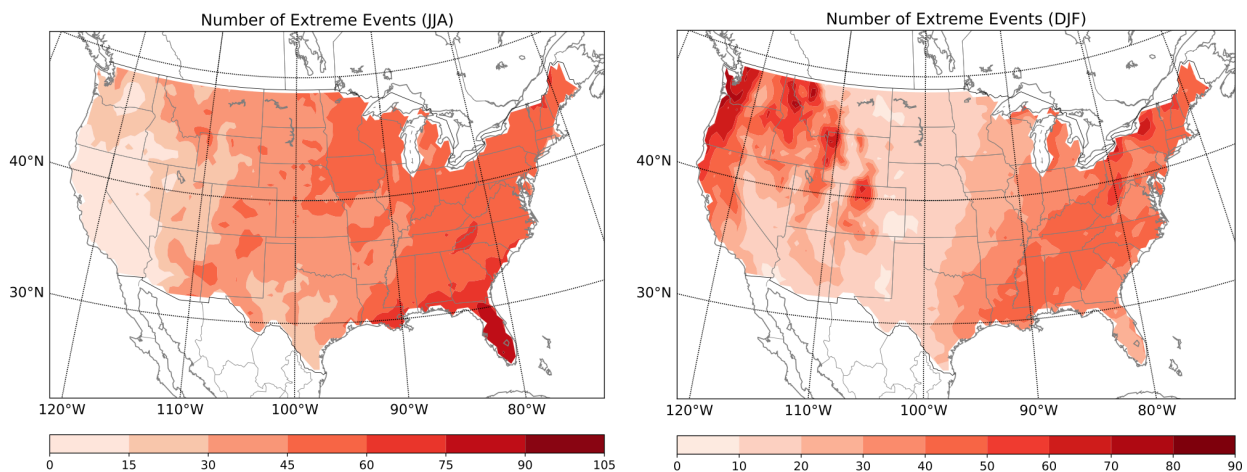 Number of Extreme Events (JJA)
40°N
30°N
120°W 110°W 100°W 90°W 80°W
0 15 30 45 60 75 90 105
Number of Extreme Events (DJF)
40°N
30°N
120°W 110°W 100°W 90°W 80°W
0 10 20 30 40 50 60 70 80 90